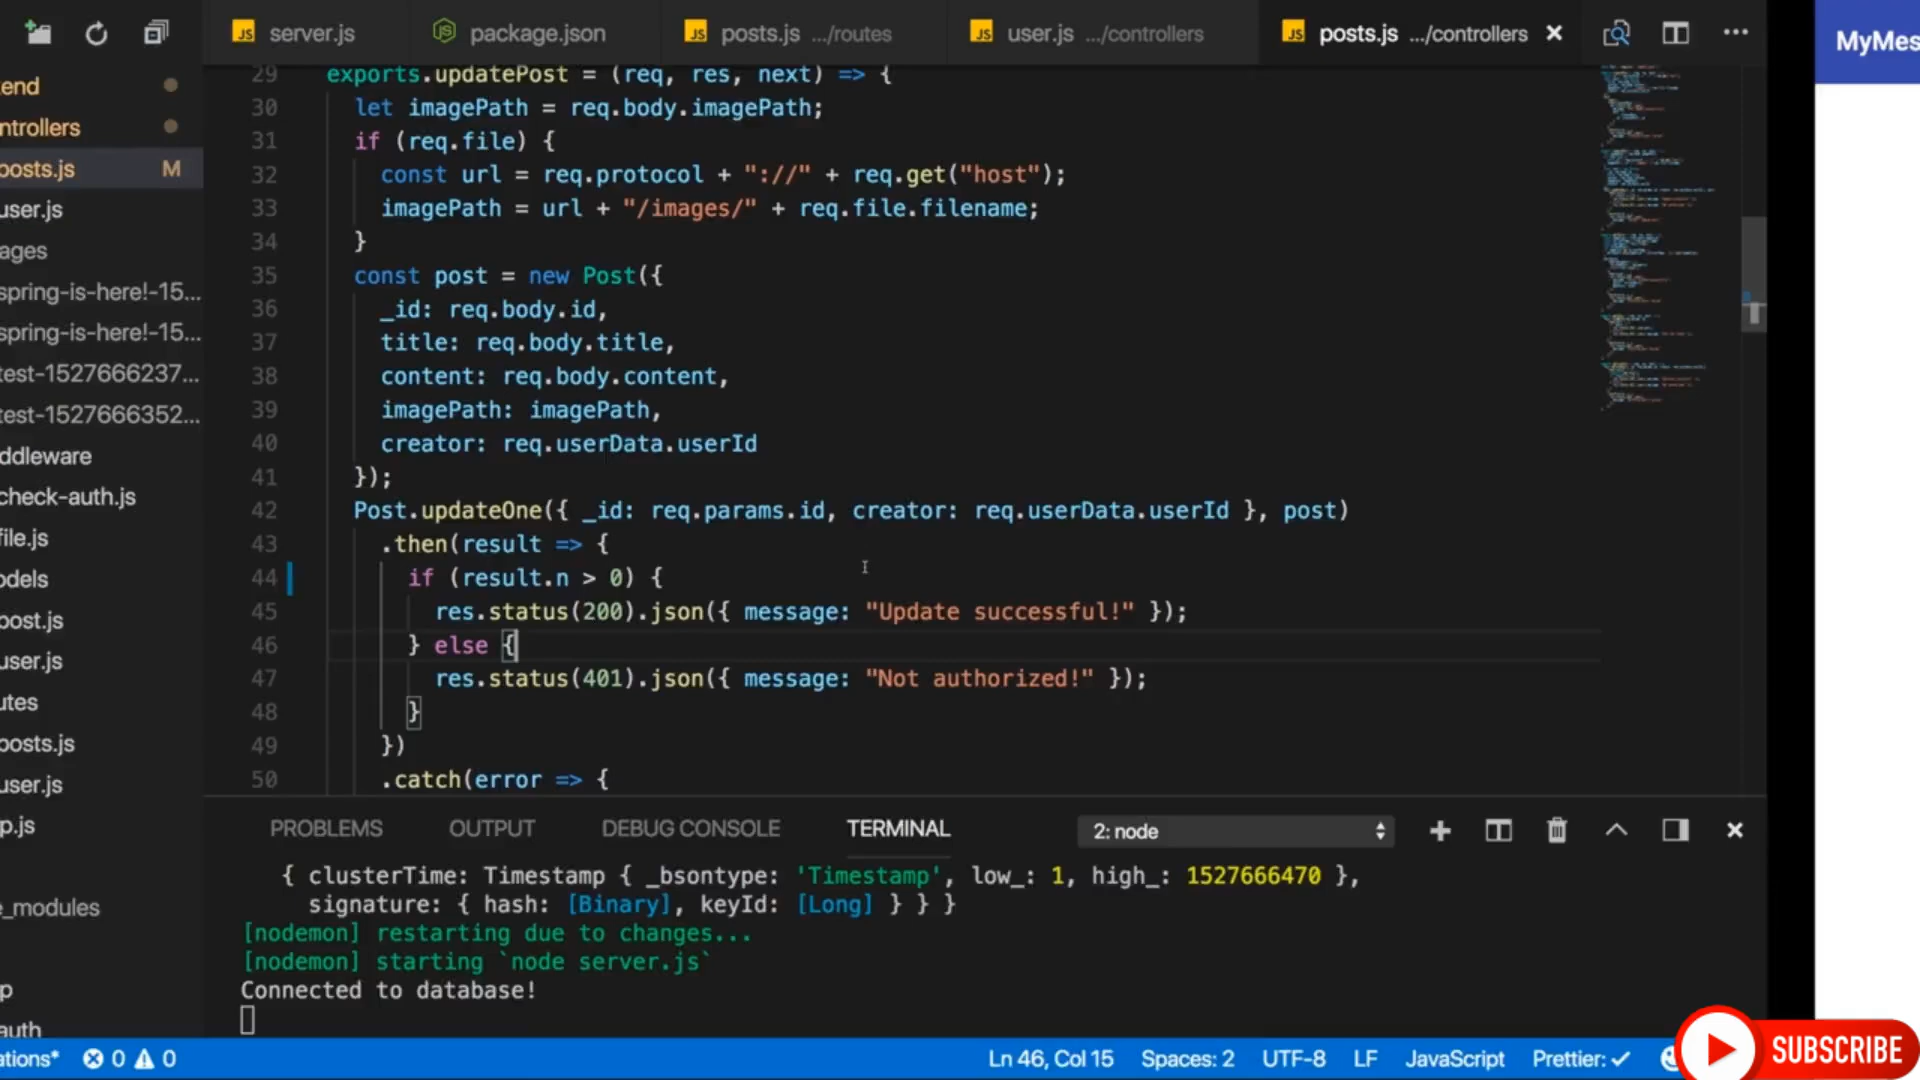 server.js
package.json
posts.js .../routes
user.js .../controllers
posts.js .../controllers
MyMes
end
ntrollers
posts.js M
user.js
ages
spring-is-here!-15...
spring-is-here!-15...
test-1527666237...
test-1527666352...
ddleware
check-auth.js
file.js
odels
post.js
user.js
utes
posts.js
user.js
p.js
e_modules
p
auth
29 exports.updatePost = (req, res, next) => {
30 let imagePath = req.body.imagePath;
31 if (req.file) {
32 const url = req.protocol + "://" + req.get("host");
33 imagePath = url + "/images/" + req.file.filename;
34 }
35 const post = new Post({
36 _id: req.body.id,
37 title: req.body.title,
38 content: req.body.content,
39 imagePath: imagePath,
40 creator: req.userData.userId
41 });
42 Post.updateOne({ _id: req.params.id, creator: req.userData.userId }, post)
43 .then(result => {
44 if (result.n > 0) {
45 res.status(200).json({ message: "Update successful!" });
46 } else {
47 res.status(401).json({ message: "Not authorized!" });
48 }
49 })
50 .catch(error => {
PROBLEMS OUTPUT DEBUG CONSOLE TERMINAL 2: node
{ clusterTime: Timestamp { _bsontype: 'Timestamp', low_: 1, high_: 1527666470 },
signature: { hash: [Binary], keyId: [Long] } } }
[nodemon] restarting due to changes...
[nodemon] starting `node server.js`
Connected to database!
ations* 0 0 Ln 46, Col 15 Spaces: 2 UTF-8 LF JavaScript Prettier: ✓
SUBSCRIBE